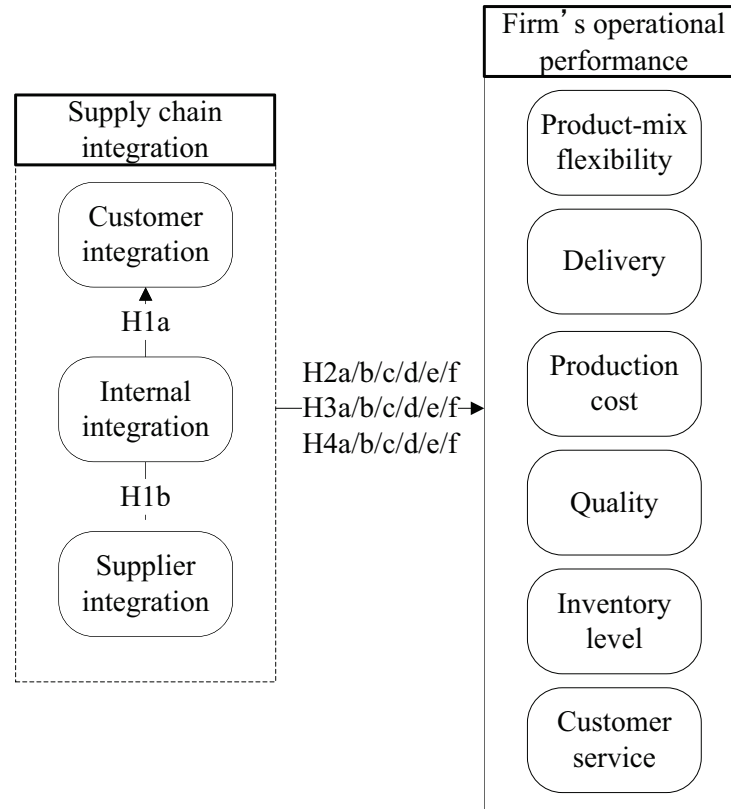 Supply chain
integration
Customer
integration
H1a
Internal
integration
H1b
Supplier
integration
H2a/b/c/d/e/f
H3a/b/c/d/e/f
H4a/b/c/d/e/f
Firm’s operational
performance
Product-mix
flexibility
Delivery
Production
cost
Quality
Inventory
level
Customer
service